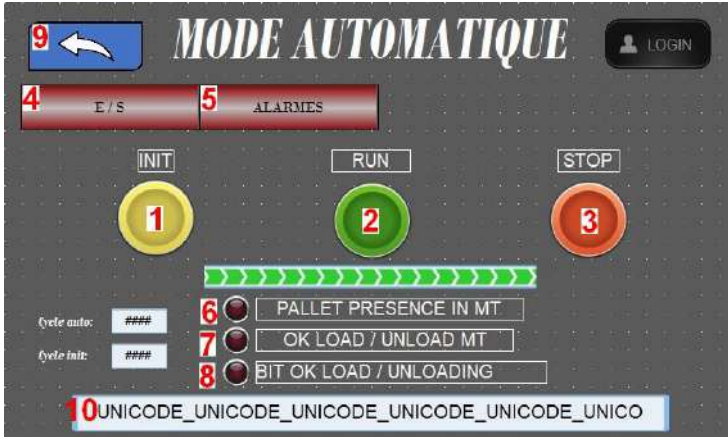 9 MODE AUTOMATIQUE LOGIN
4 E / S 5 ALARMES
INIT RUN STOP
1 2 3
6 PALLET PRESENCE IN MT
Cycle auto: ####
7 OK LOAD / UNLOAD MT
Cycle init: ####
8 BIT OK LOAD / UNLOADING
10 UNICODE_UNICODE_UNICODE_UNICODE_UNICODE_UNICO